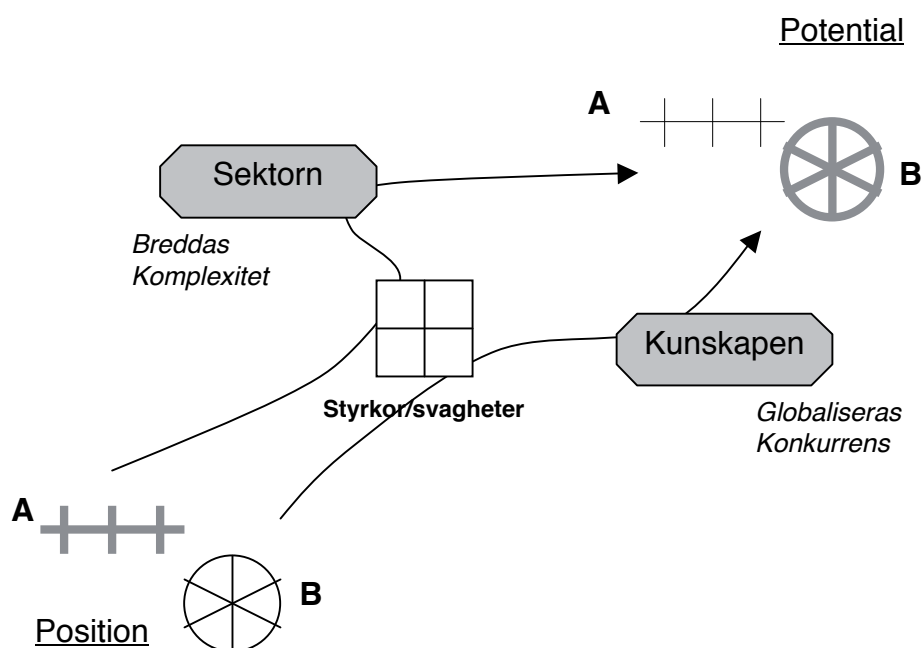 Potential
A
B
Sektorn
Breddas
Komplexitet
Kunskapen
Styrkor/svagheter
Globaliseras
Konkurrens
A
B
Position